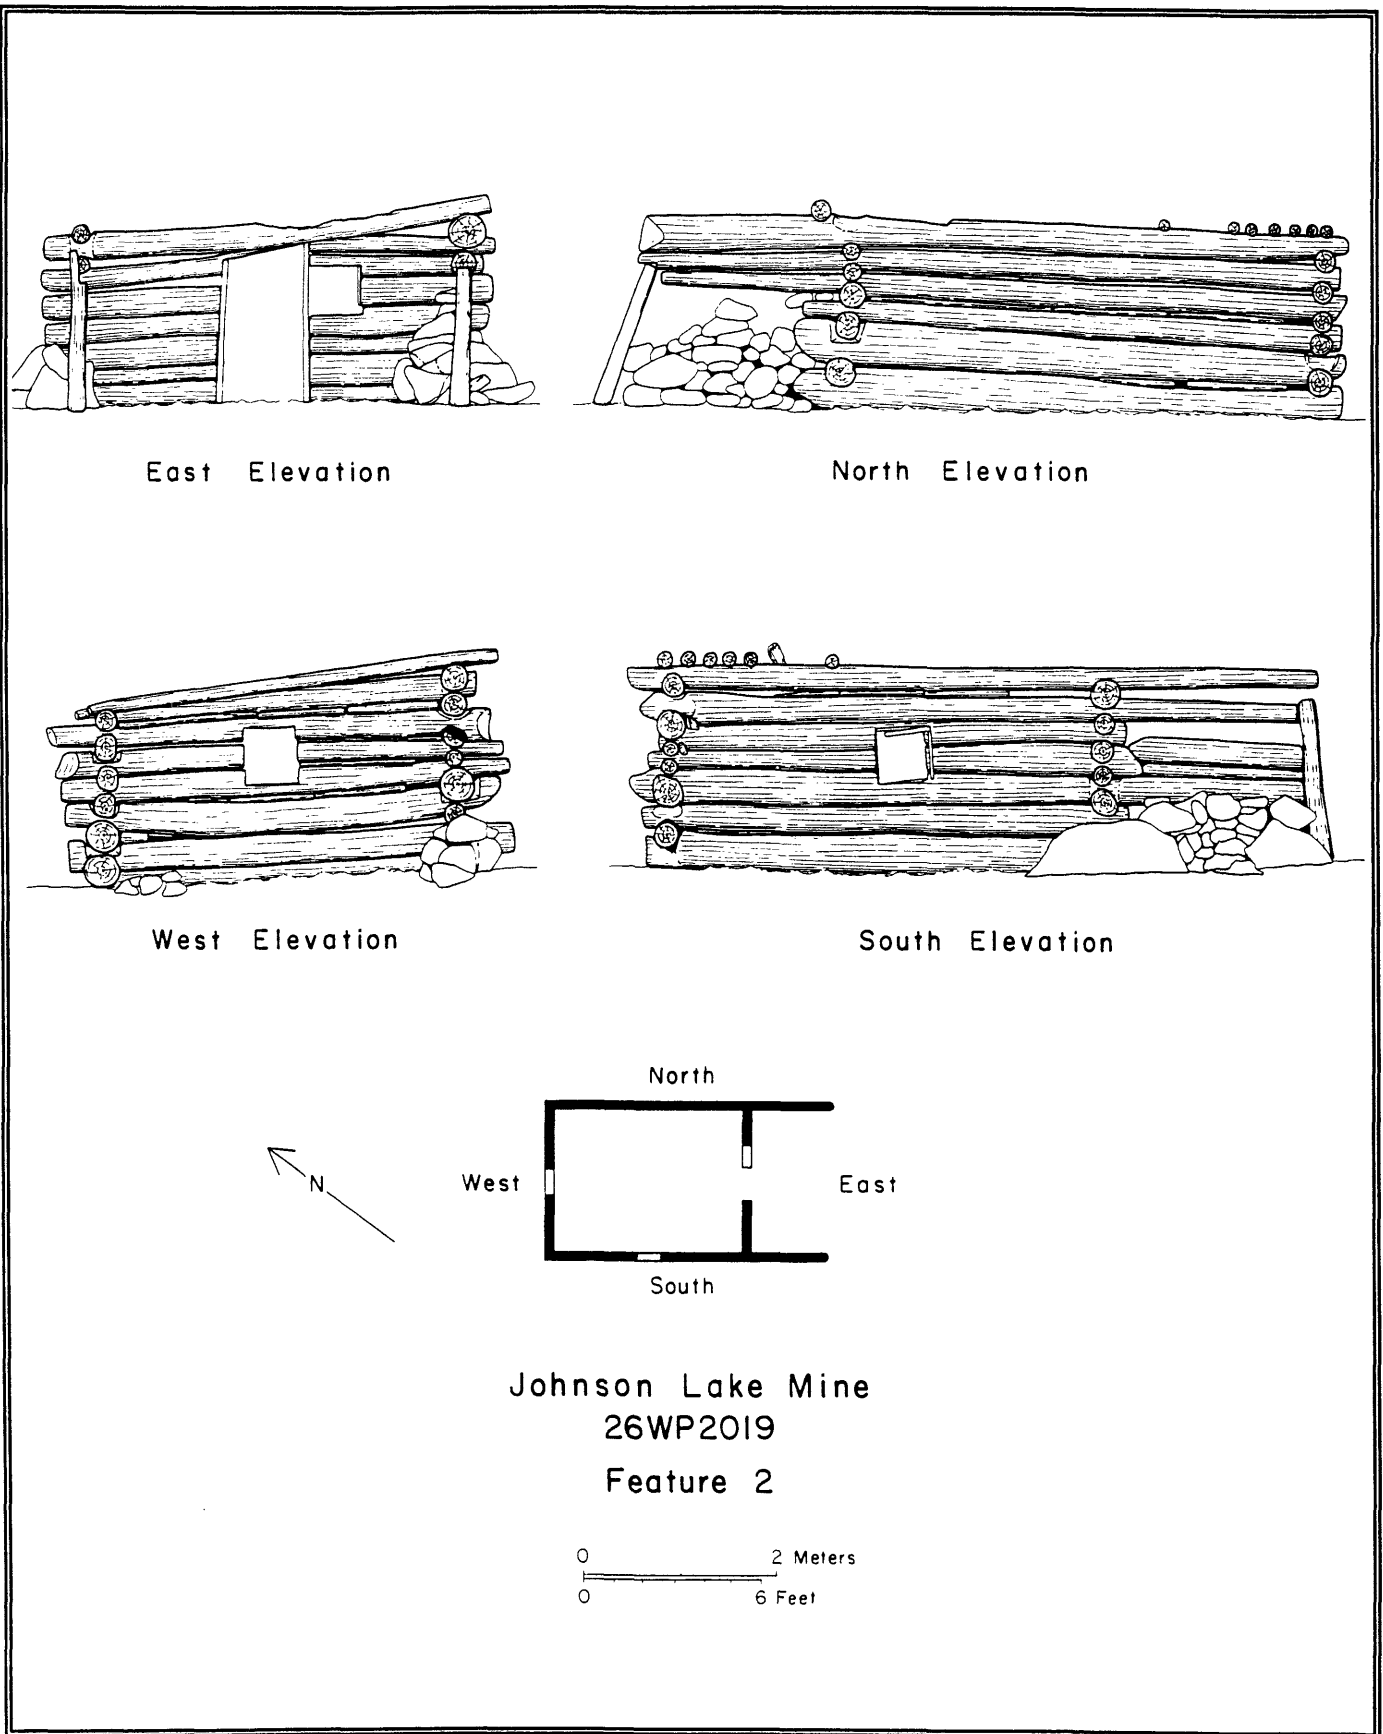 East Elevation
North Elevation
West Elevation
South Elevation
North
N
West
East
South
Johnson Lake Mine
26WP2019
Feature 2
0 2 Meters
0 6 Feet